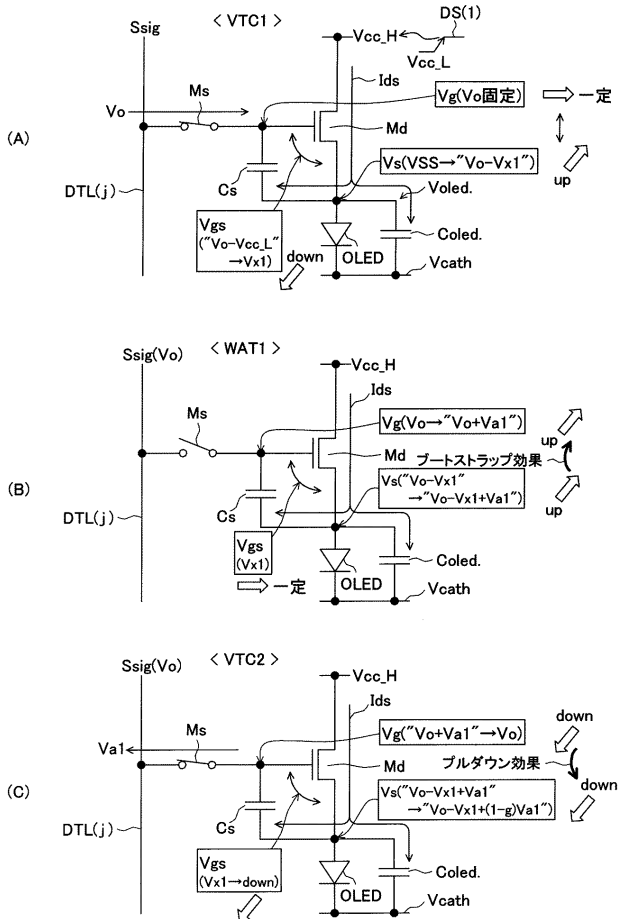 Ssig
< VTC1 >
DS(1)
Vcc_H
Vcc_L
Ids
Vo
Ms
Vg(Vo固定)
一定
(A)
Md
Vs(VSS→"Vo-Vx1")
up
DTL(j)
Cs
Voled.
Vgs
("Vo-Vcc_L"
→Vx1)
down
OLED
Coled.
Vcath
Ssig(Vo)
< WAT1 >
Vcc_H
Ids
Ms
Vg(Vo→"Vo+Va1")
up
Md
ブートストラップ効果
(B)
Vs("Vo-Vx1"
→"Vo-Vx1+Va1")
up
DTL(j)
Cs
Vgs
(Vx1)
一定
OLED
Coled.
Vcath
Ssig(Vo)
< VTC2 >
Vcc_H
Ids
Va1
Ms
Vg("Vo+Va1"→Vo)
down
Md
プルダウン効果
(C)
Vs("Vo-Vx1+Va1"
→"Vo-Vx1+(1-g)Va1")
down
DTL(j)
Cs
Vgs
(Vx1→down)
OLED
Coled.
Vcath